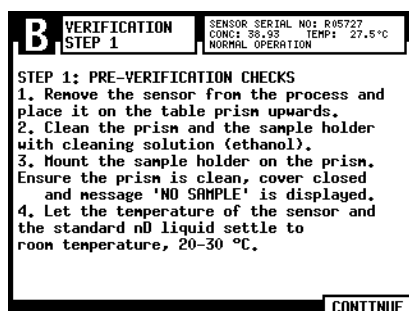 B
VERIFICATION
STEP 1
SENSOR SERIAL NO: R05727
CONC: 38.93 TEMP: 27.5°C
NORMAL OPERATION
STEP 1: PRE-VERIFICATION CHECKS
1. Remove the sensor from the process and
place it on the table prism upwards.
2. Clean the prism and the sample holder
with cleaning solution (ethanol).
3. Mount the sample holder on the prism.
Ensure the prism is clean, cover closed
and message 'NO SAMPLE' is displayed.
4. Let the temperature of the sensor and
the standard nD liquid settle to
room temperature, 20-30 °C.
CONTINUE